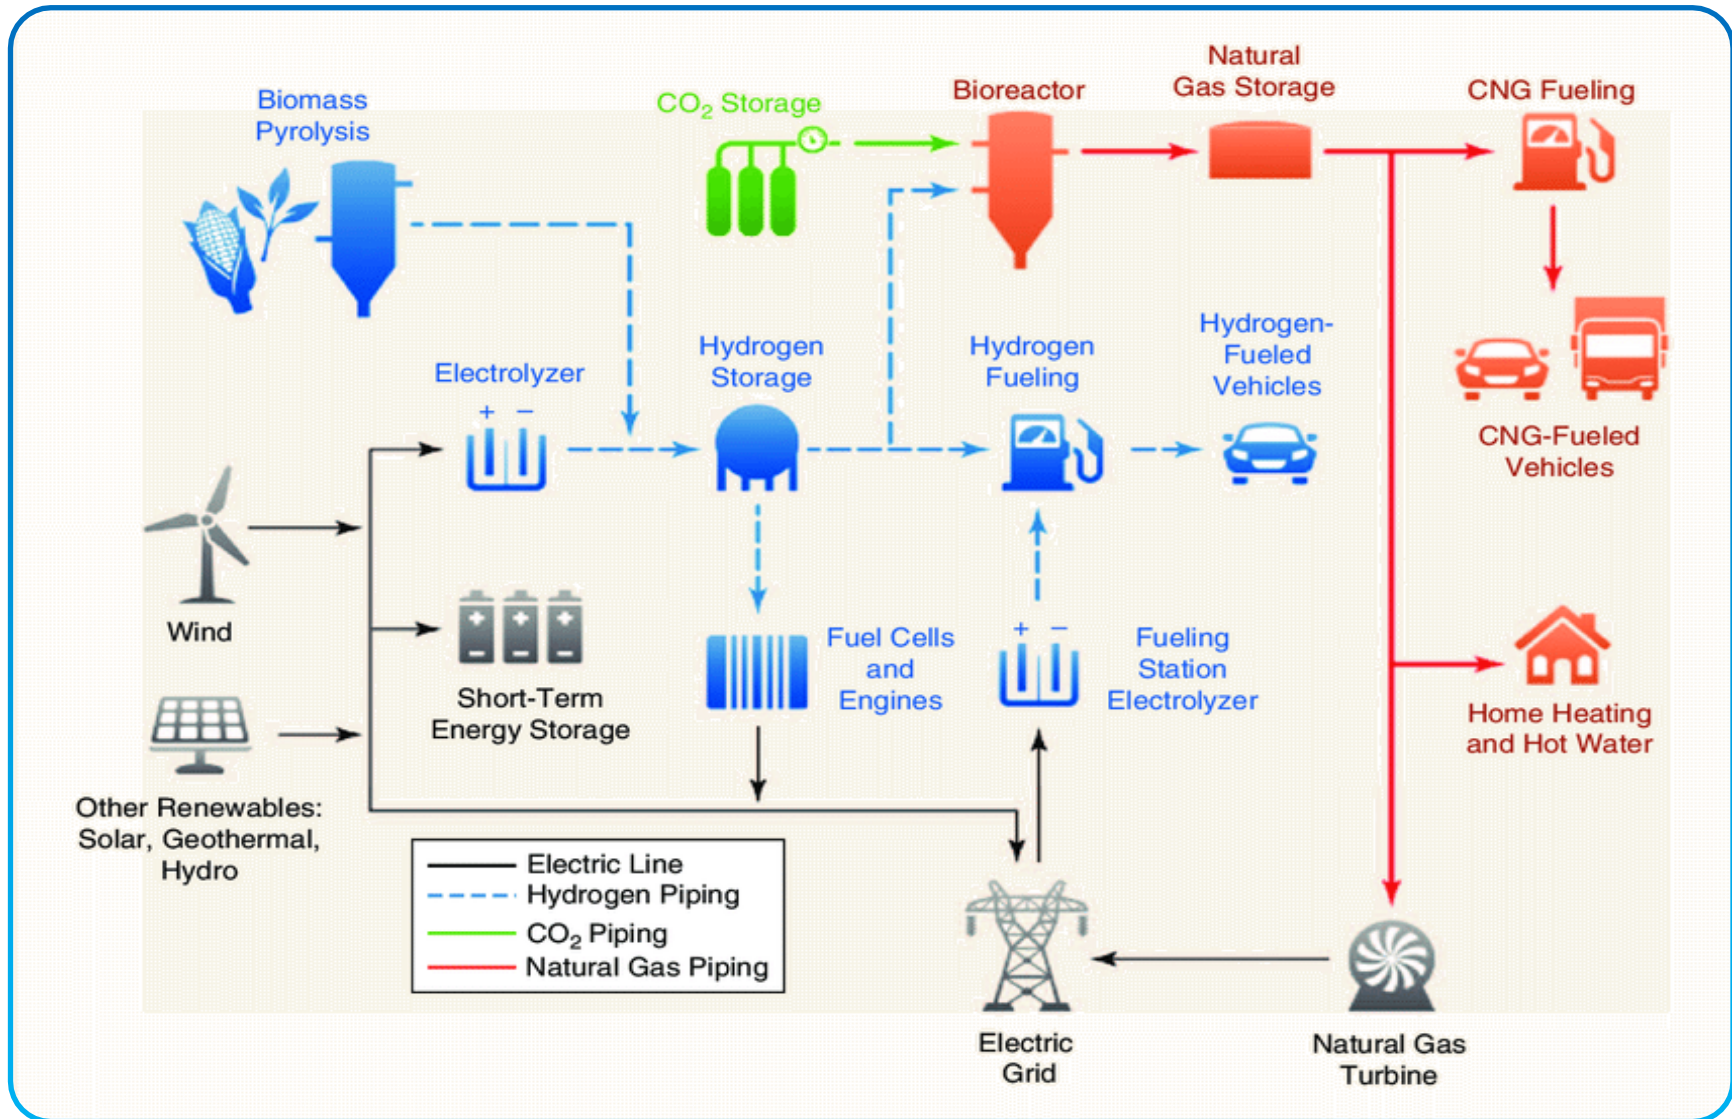 Biomass
Pyrolysis
CO₂ Storage
Bioreactor
Natural
Gas Storage
CNG Fueling
Electrolyzer
+ −
Hydrogen
Storage
Hydrogen
Fueling
Hydrogen-
Fueled
Vehicles
CNG-Fueled
Vehicles
Wind
Short-Term
Energy Storage
Fuel Cells
and
Engines
+ −
Fueling
Station
Electrolyzer
Home Heating
and Hot Water
Other Renewables:
Solar, Geothermal,
Hydro
Electric Line
Hydrogen Piping
CO₂ Piping
Natural Gas Piping
Electric
Grid
Natural Gas
Turbine